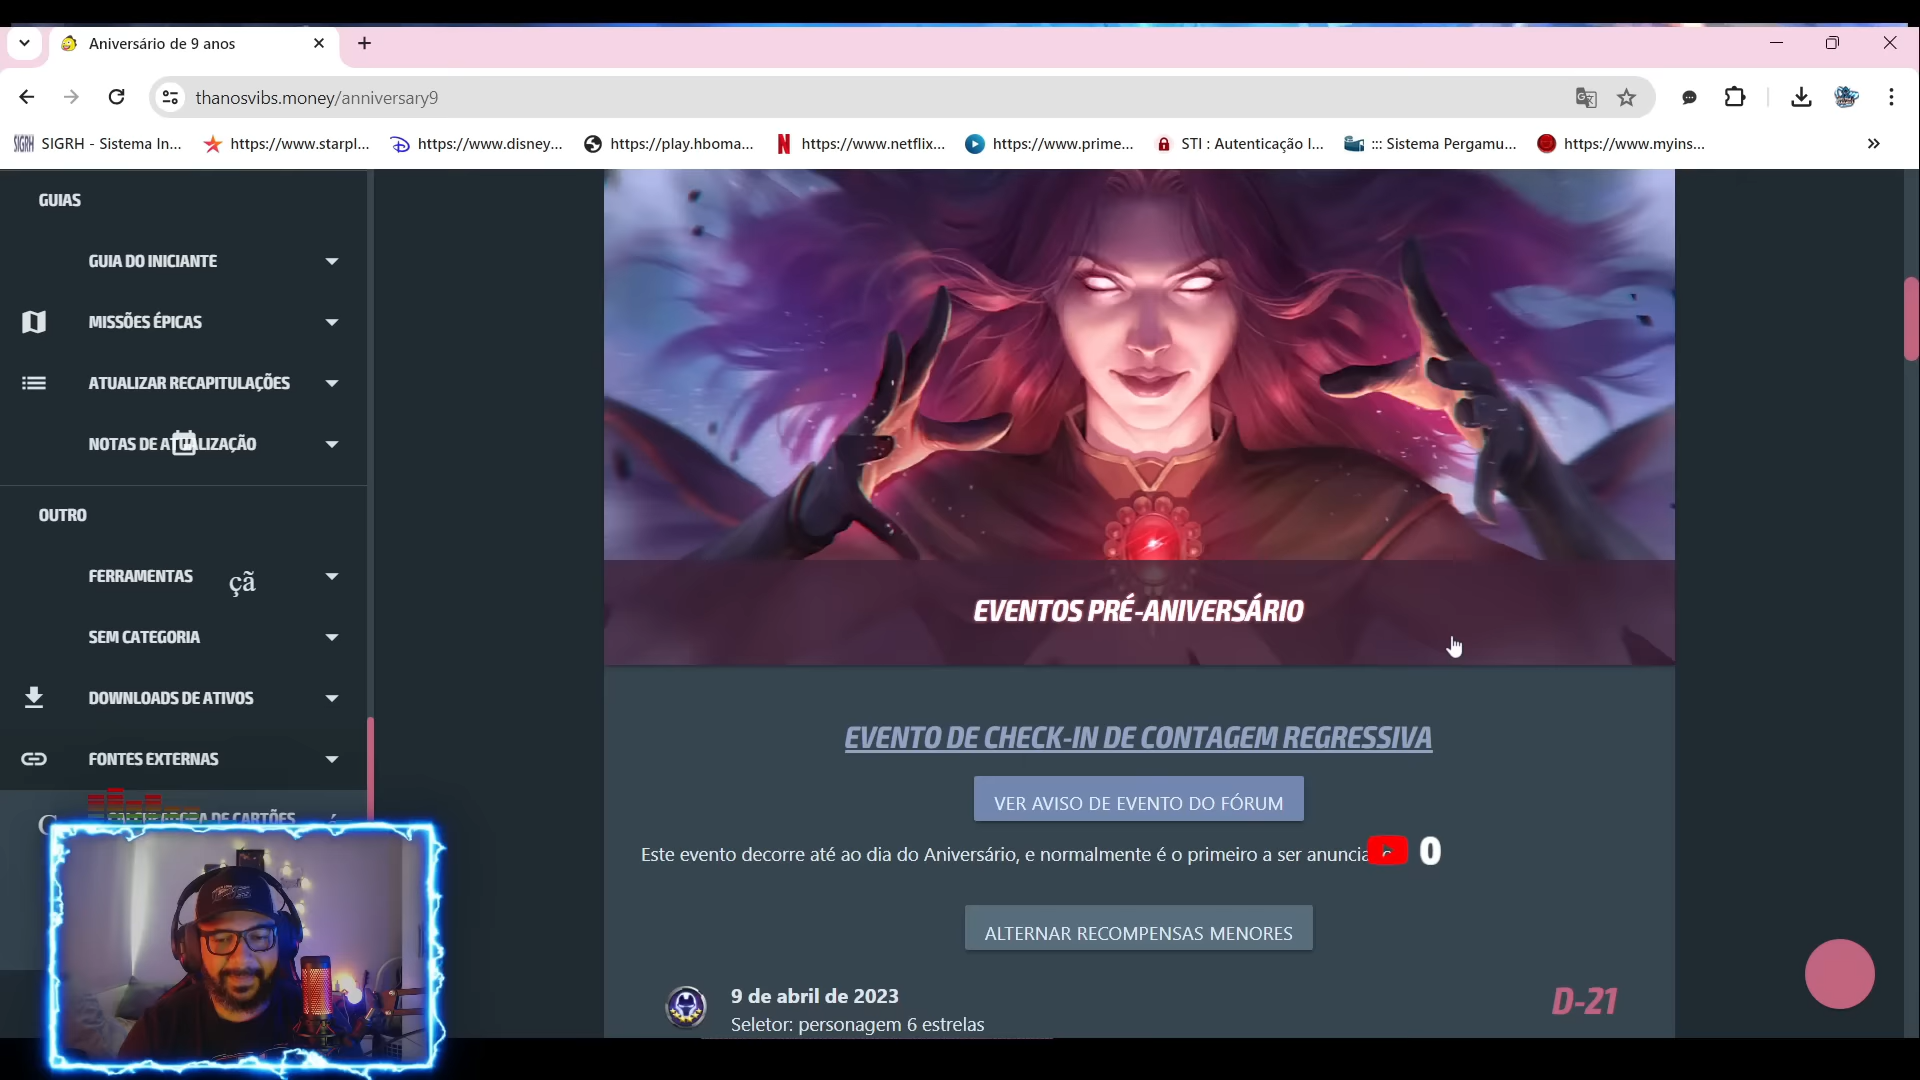 Aniversário de 9 anos
thanosvibs.money/anniversary9
SIGRH - Sistema In...
https://www.starpl...
https://www.disney...
https://play.hboma...
https://www.netflix...
https://www.prime...
STI : Autenticação I...
::: Sistema Pergamu...
https://www.myins...
GUIAS
GUIA DO INICIANTE
MISSÕES ÉPICAS
ATUALIZAR RECAPITULAÇÕES
NOTAS DE ATUALIZAÇÃO
OUTRO
FERRAMENTAS
çã
SEM CATEGORIA
DOWNLOADS DE ATIVOS
FONTES EXTERNAS
DE CARTÕES
EVENTOS PRÉ-ANIVERSÁRIO
EVENTO DE CHECK-IN DE CONTAGEM REGRESSIVA
VER AVISO DE EVENTO DO FÓRUM
Este evento decorre até ao dia do Aniversário, e normalmente é o primeiro a ser anuncia
0
ALTERNAR RECOMPENSAS MENORES
9 de abril de 2023
D-21
Seletor: personagem 6 estrelas